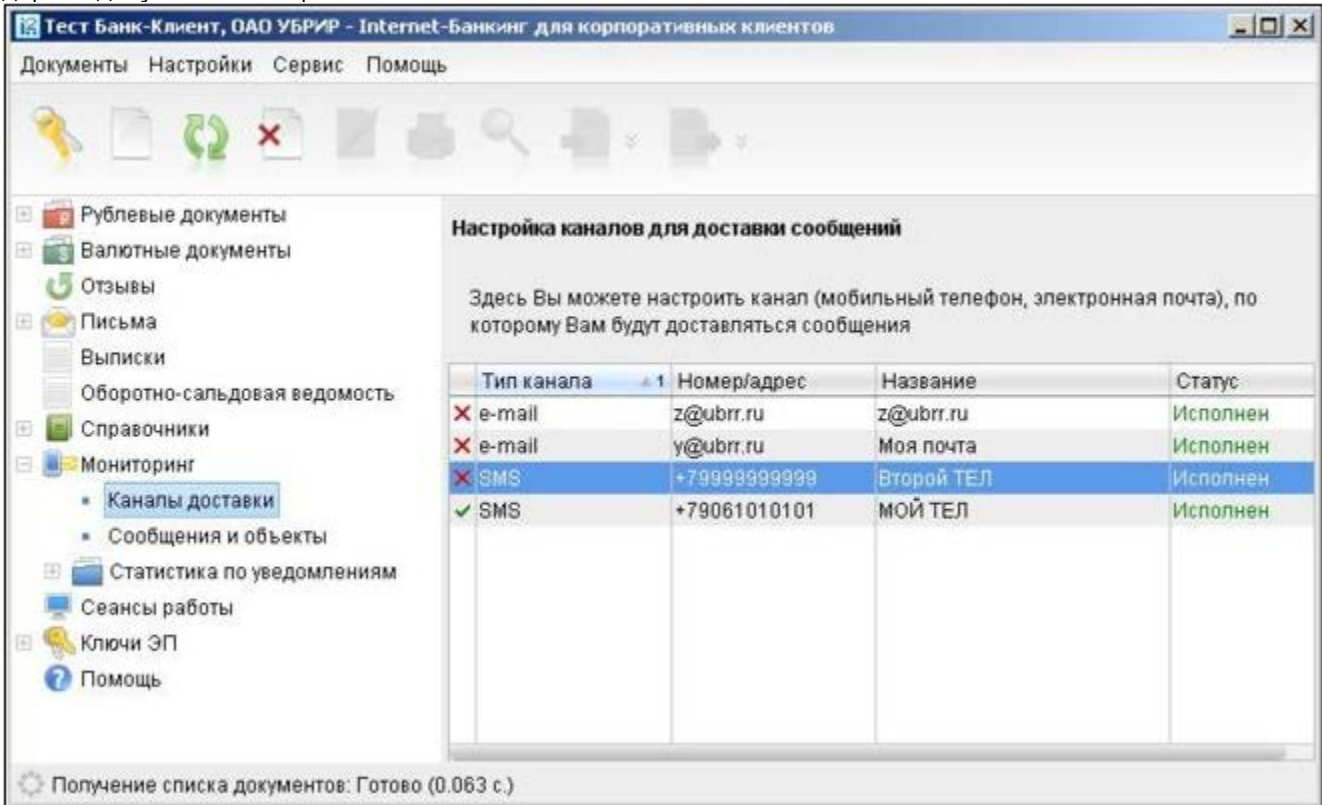 Тест Банк-Клиент, ОАО УБРИР - Internet-Банкинг для корпоративных клиентов
Документы Настройки Сервис Помощь
Рублевые документы
Валютные документы
Отзывы
Письма
Выписки
Оборотно-сальдовая ведомость
Справочники
Мониторинг
Каналы доставки
Сообщения и объекты
Статистика по уведомлениям
Сеансы работы
Ключи ЭП
Помощь
Настройка каналов для доставки сообщений
Здесь Вы можете настроить канал (мобильный телефон, электронная почта), по
которому Вам будут доставляться сообщения
Тип канала 1 Номер/адрес Название Статус
e-mail z@ubrr.ru z@ubrr.ru Исполнен
e-mail y@ubrr.ru Моя почта Исполнен
SMS +79999999999 Второй ТЕЛ Исполнен
SMS +79061010101 МОЙ ТЕЛ Исполнен
Получение списка документов: Готово (0.063 с.)